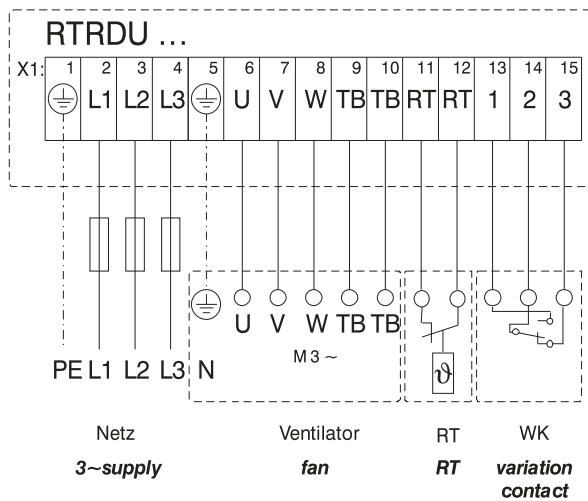 RTRDU ...
X1: 1 2 3 4 5 6 7 8 9 10 11 12 13 14 15
L1 L2 L3 U V W TB TB RT RT 1 2 3
U V W TB TB
M 3 ~
ϑ
PE L1 L2 L3 N
Netz Ventilator RT WK
3~supply fan RT variation
contact